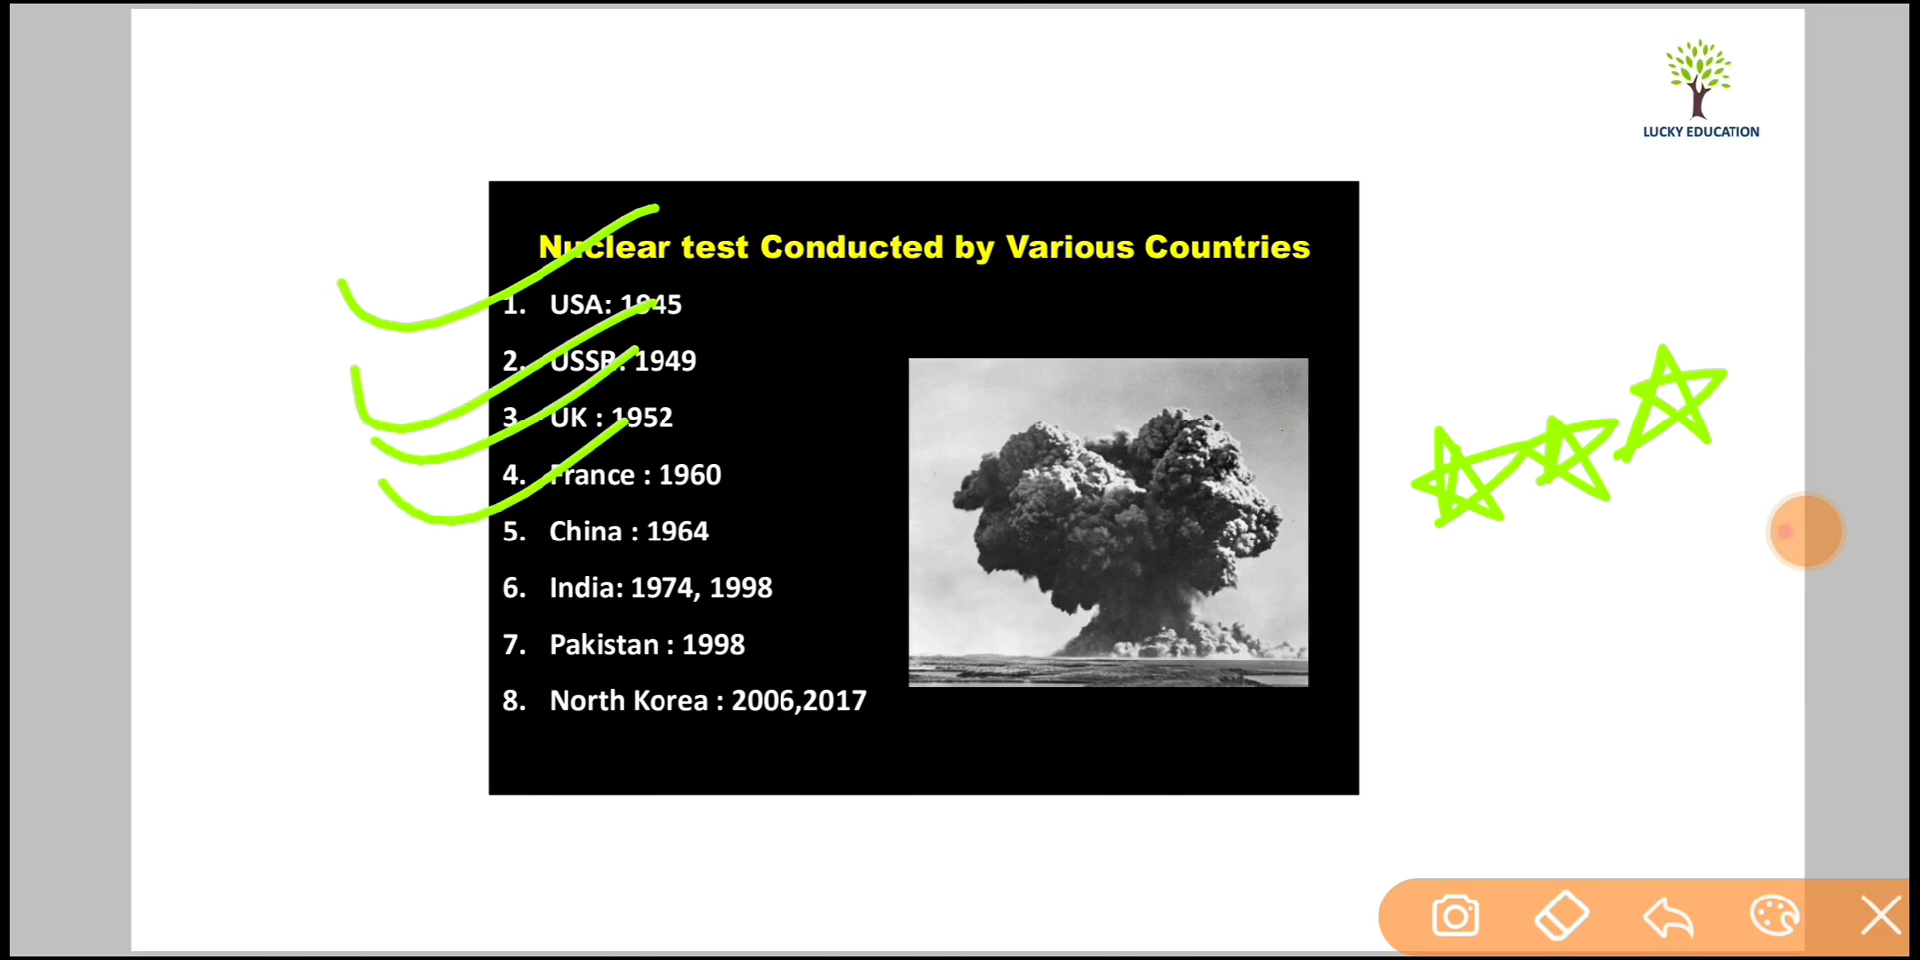 LUCKY EDUCATION
Nuclear test Conducted by Various Countries
1. USA: 1945
2. USSR: 1949
3. UK : 1952
4. France : 1960
5. China : 1964
6. India: 1974, 1998
7. Pakistan : 1998
8. North Korea : 2006,2017